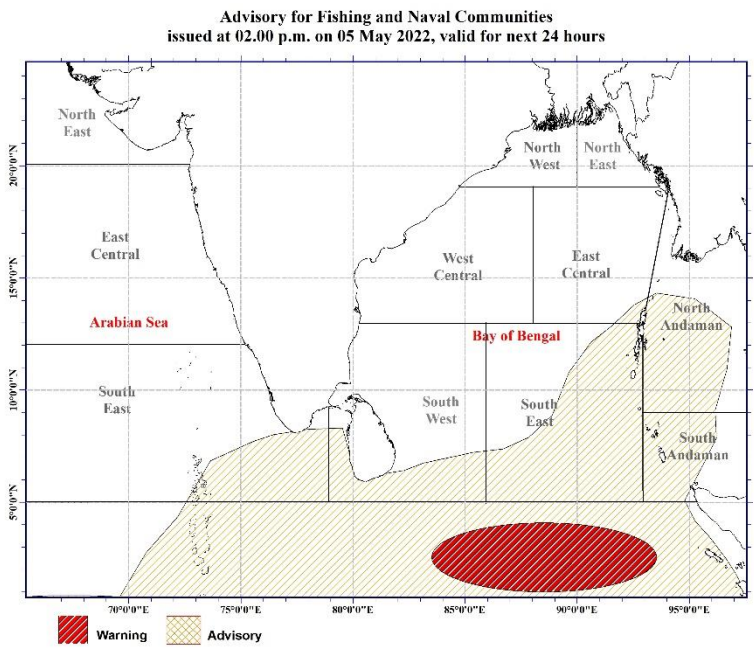 Advisory for Fishing and Naval Communities
issued at 02.00 p.m. on 05 May 2022, valid for next 24 hours
North
East
North
West
North
East
20°0'0"N
East
Central
West
Central
East
Central
15°0'0"N
Arabian Sea
Bay of Bengal
North
Andaman
South
East
South
West
South
East
10°0'0"N
South
Andaman
5°0'0"N
70°0'0"E
75°0'0"E
80°0'0"E
85°0'0"E
90°0'0"E
95°0'0"E
Warning
Advisory